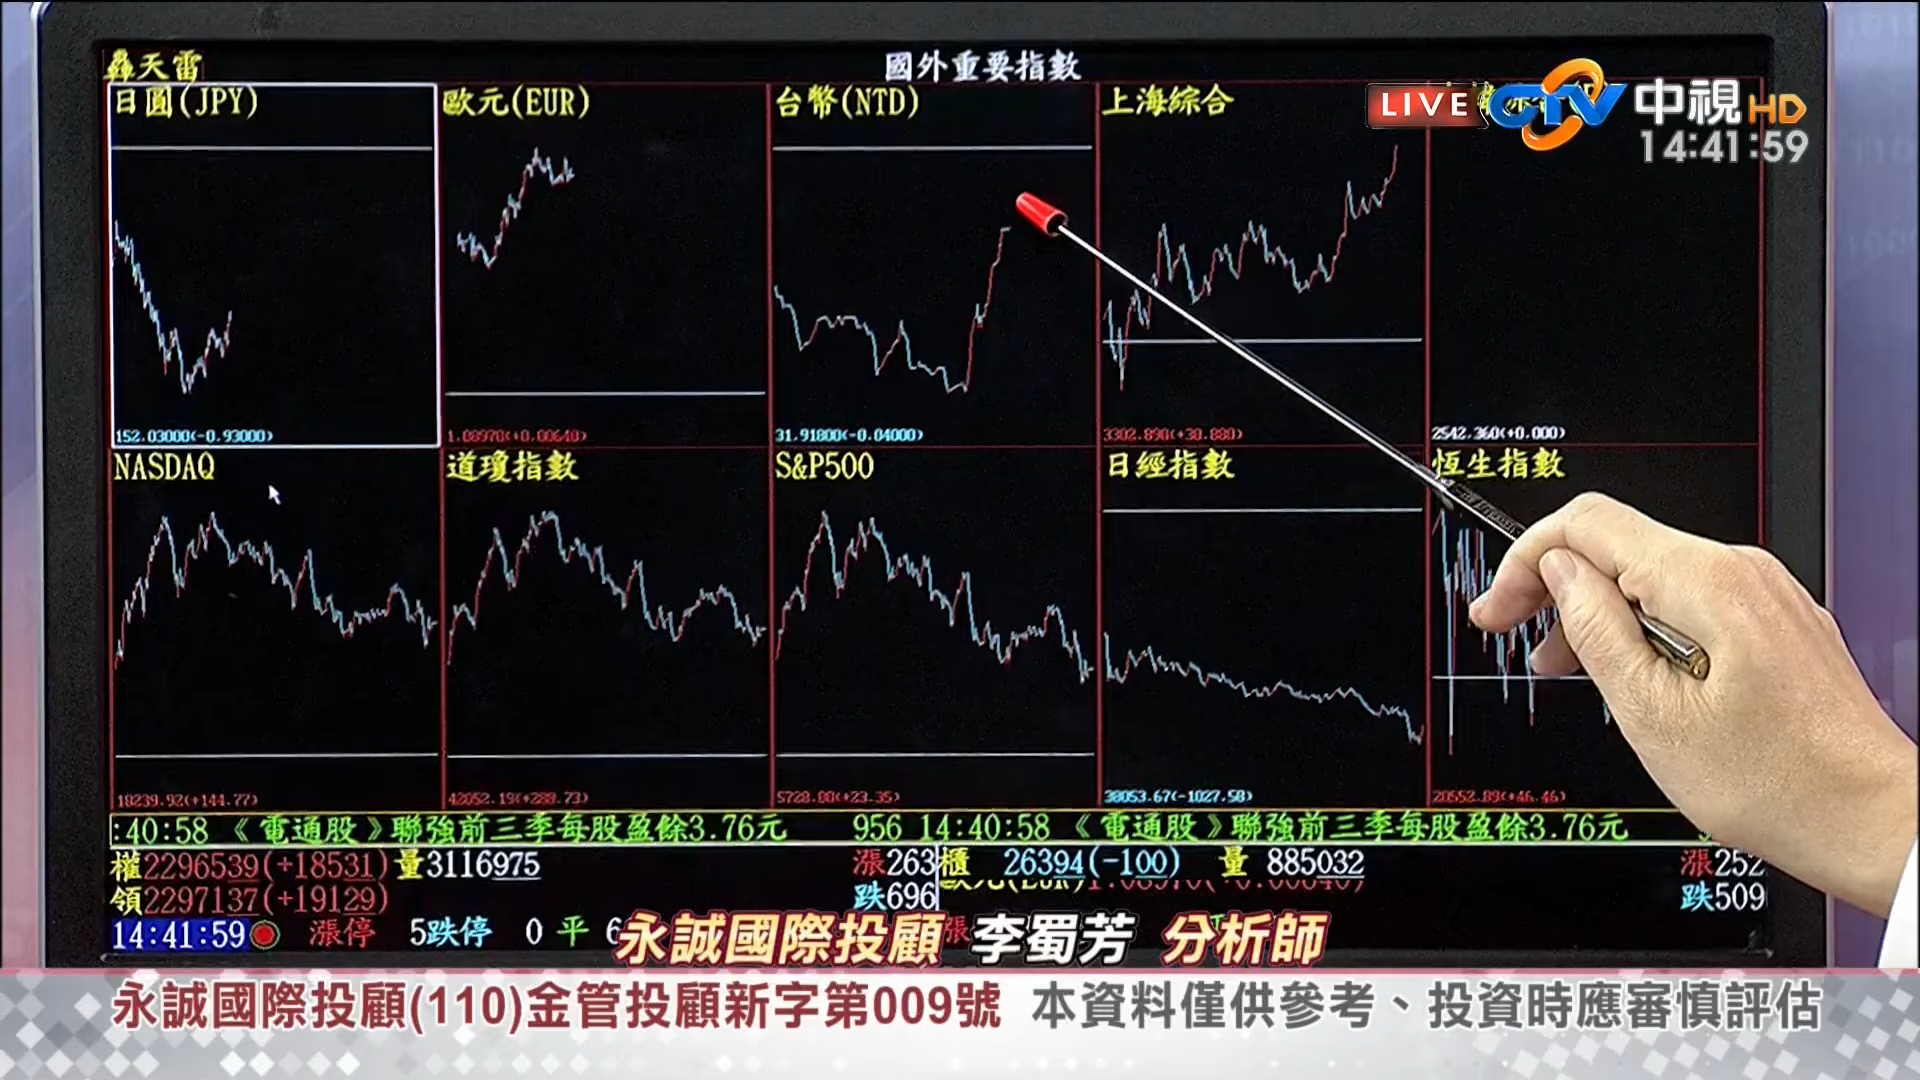 轟天雷
國外重要指數
LIVE CTV 中視HD
14:41:59
日圓(JPY)
歐元(EUR)
台幣(NTD)
上海綜合
152.03000(-0.93000)
1.08970(+0.00640)
31.91800(-0.04000)
3302.890(+30.880)
2542.360(+0.000)
NASDAQ
道瓊指數
S&P500
日經指數
恆生指數
18239.92(+144.77)
42052.19(+288.73)
5728.80(+23.35)
38053.67(-1027.58)
20552.89(+46.46)
:40:58 《電通股》聯強前三季每股盈餘3.76元 956 14:40:58 《電通股》聯強前三季每股盈餘3.76元
權2296539(+18531) 量3116975 漲263 櫃 26394(-100) 量 885032 漲252
領2297137(+19129) 跌696 跌509
14:41:59 漲停 5 跌停 0 平 6
永誠國際投顧 李蜀芳 分析師
永誠國際投顧(110)金管投顧新字第009號 本資料僅供參考、投資時應審慎評估